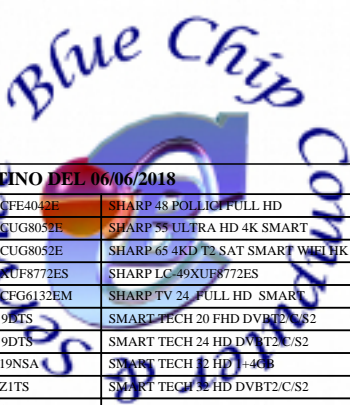 Blue Chip Computer
TINO DEL 06/06/2018
CFE4042E SHARP 48 POLLICI FULL HD
CUG8052E SHARP 55 ULTRA HD 4K SMART
CUG8052E SHARP 65 4KD T2 SAT SMART WIFI HK
XUF8772ES SHARP LC-49XUF8772ES
CFG6132EM SHARP TV 24 FULL HD SMART
9DTS SMART TECH 20 FHD DVBT2/C/S2
9DTS SMART TECH 24 HD DVBT2/C/S2
19NSA SMART TECH 32 HD 1+4GB
Z1TS SMART TECH 32 HD DVBT2/C/S2